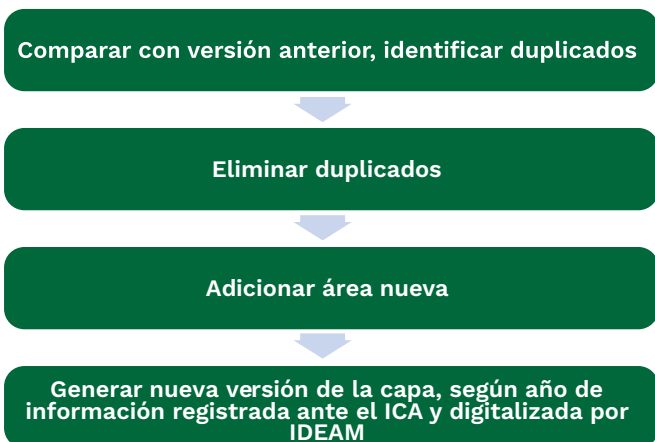 Comparar con versión anterior, identificar duplicados
Eliminar duplicados
Adicionar área nueva
Generar nueva versión de la capa, según año de
información registrada ante el ICA y digitalizada por
IDEAM